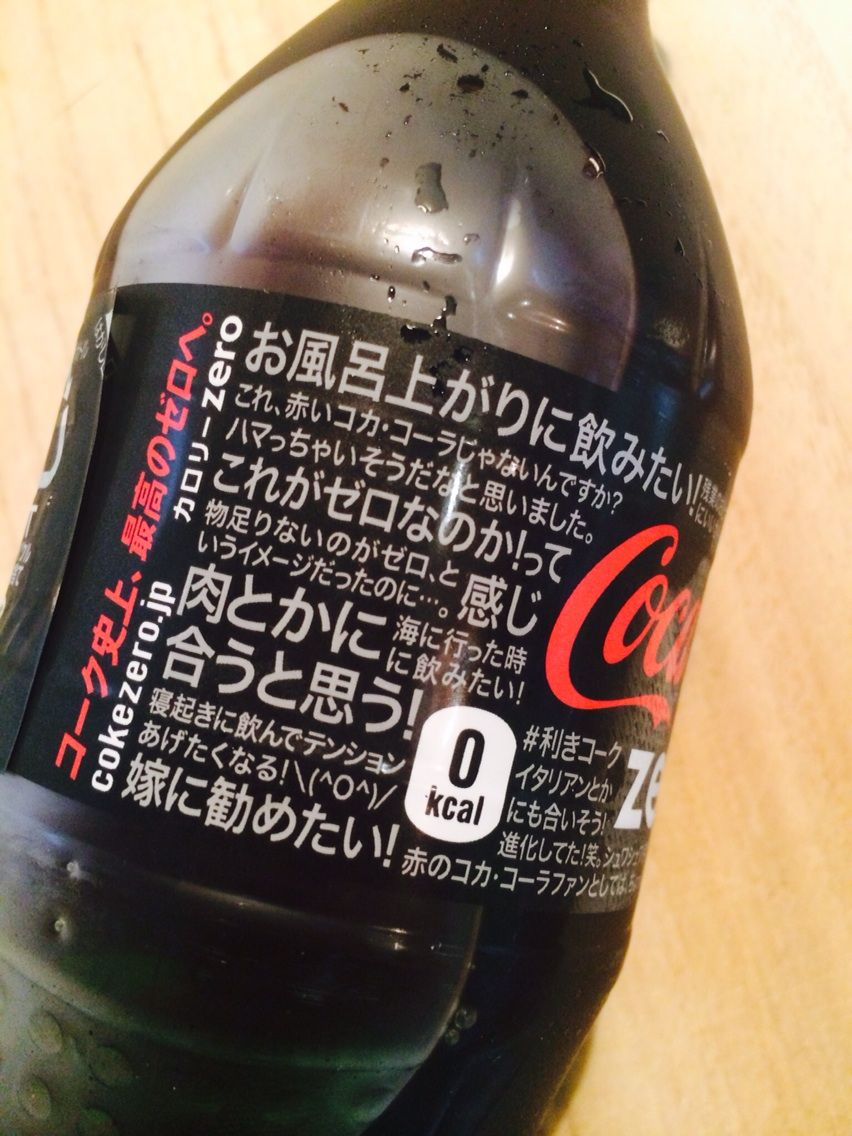 コーク史上、最高のゼロへ。
cokezero.jp
カロリーzero
お風呂上がりに飲みたい!
これ、赤いコカ・コーラじゃないんですか?
ハマっちゃいそうだなと思いました。
これがゼロなのか!って
感じ
物足りないのがゼロ、と
いうイメージだったのに…。
肉とかに
合うと思う!
海に行った時
に飲みたい!
寝起きに飲んでテンション
あげたくなる!\(^O^)/
嫁に勧めたい!
0
kcal
Coca
ze
#利きコーク
イタリアンとか
にも合いそう!
進化してた!笑。シュワシュワ
赤のコカ・コーラファンとしては、